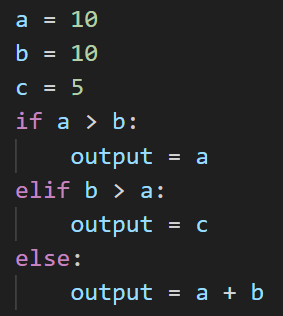 a = 10
b = 10
c = 5
if a > b:
    output = a
elif b > a:
    output = c
else:
    output = a + b